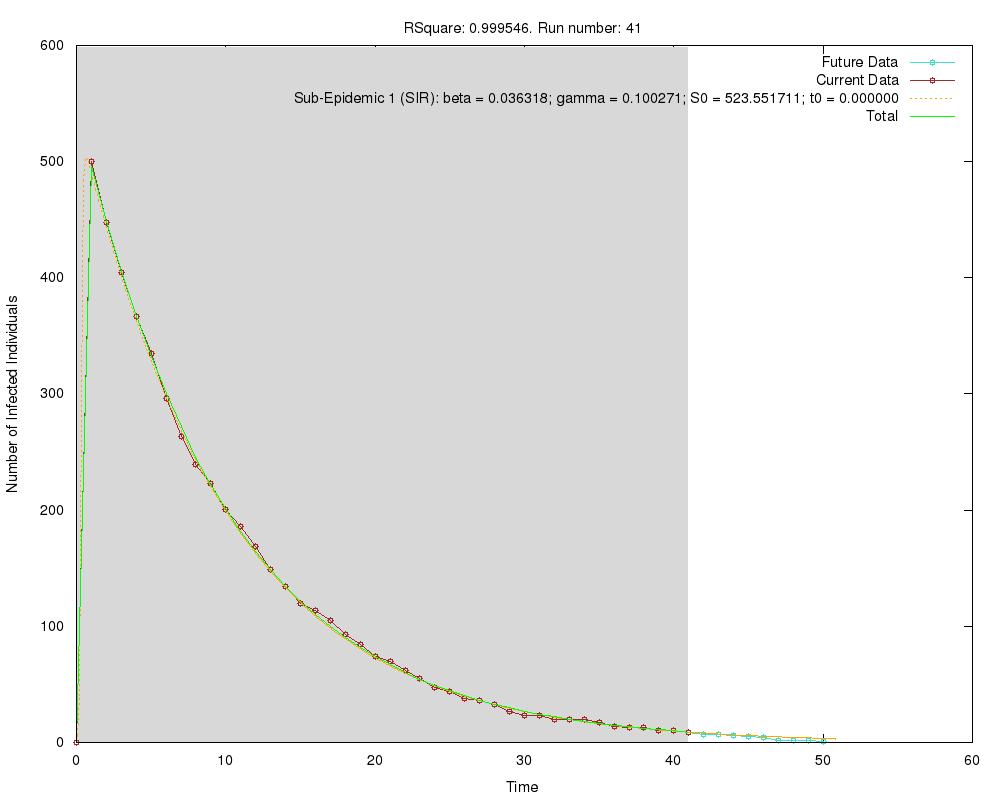 RSquare: 0.999546. Run number: 41
600
500
400
300
200
100
0
Number of Infected Individuals
Future Data
Current Data
Sub-Epidemic 1 (SIR): beta = 0.036318; gamma = 0.100271; S0 = 523.551711; t0 = 0.000000
Total
0 10 20 30 40 50 60
Time